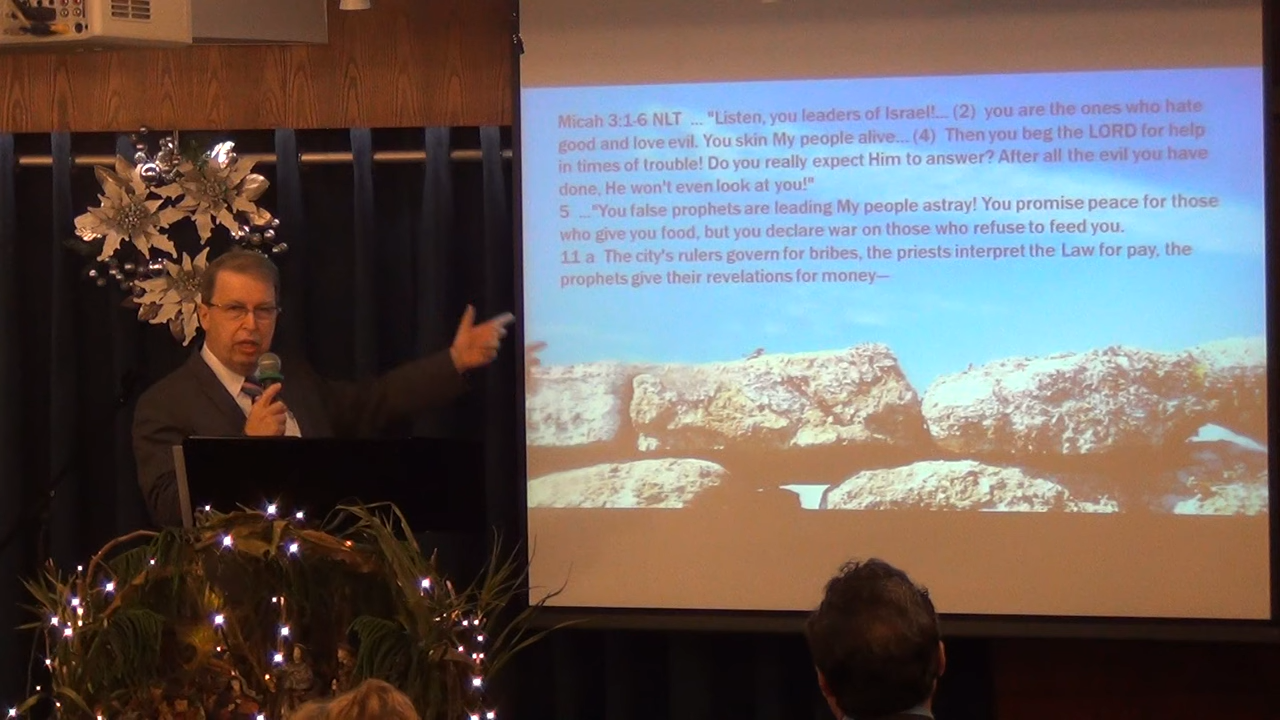 Micah 3:1-6 NLT ... "Listen, you leaders of Israel!... (2) you are the ones who hate
good and love evil. You skin My people alive... (4) Then you beg the LORD for help
in times of trouble! Do you really expect Him to answer? After all the evil you have
done, He won't even look at you!"
5 ..."You false prophets are leading My people astray! You promise peace for those
who give you food, but you declare war on those who refuse to feed you.
11 a The city's rulers govern for bribes, the priests interpret the Law for pay, the
prophets give their revelations for money—